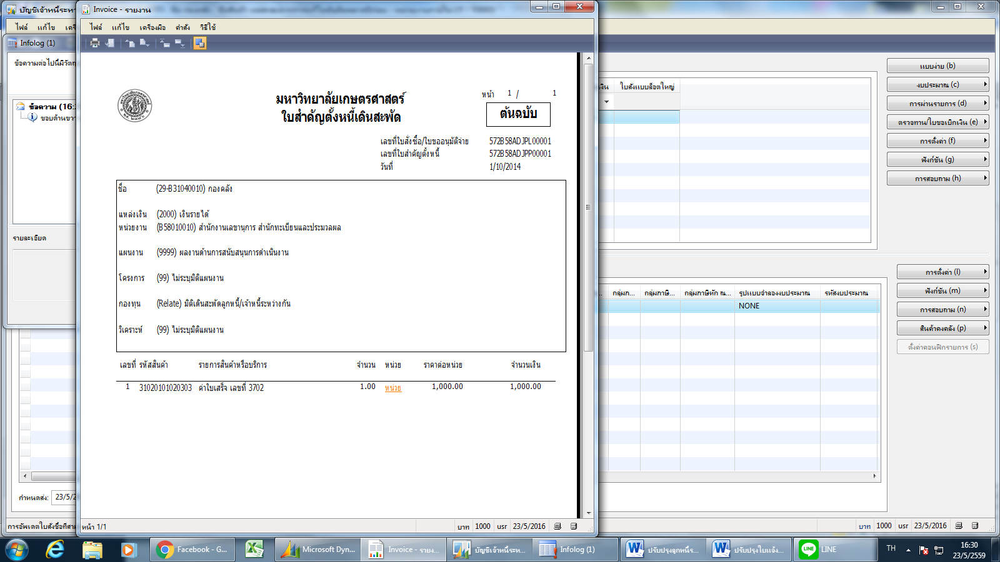 บัญชีเจ้าหนี้ระหว
Invoice - รายงาน
ไฟล์ แก้ไข เครื่
ไฟล์ แก้ไข เครื่องมือ คำสั่ง วิธีใช้
Infolog (1)
ข้อความต่อไปนี้มีวัตถุ
ข้อความ (16:
ขอบด้านขวา
รายละเอียด
มหาวิทยาลัยเกษตรศาสตร์
ใบสำคัญตั้งหนี้เดินสะพัด
หน้า 1 / 1
ต้นฉบับ
เลขที่ใบสั่งซื้อ/ใบขออนุมัติจ่าย 572B58ADJPL00001
เลขที่ใบสำคัญตั้งหนี้ 572B58ADJPP00001
วันที่ 1/10/2014
ชื่อ (29-B31040010) กองคลัง
แหล่งเงิน (2000) เงินรายได้
หน่วยงาน (B58010010) สำนักงานเลขานุการ สำนักทะเบียนและประมวลผล
แผนงาน (9999) ผลงานด้านการสนับสนุนการดำเนินงาน
โครงการ (99) ไม่ระบุมิติแผนงาน
กองทุน (Relate) มิติเดินสะพัดลูกหนี้/เจ้าหนี้ระหว่างกัน
วิเคราะห์ (99) ไม่ระบุมิติแผนงาน
เลขที่ รหัสสินค้า รายการสินค้าหรือบริการ จำนวน หน่วย ราคาต่อหน่วย จำนวนเงิน
1 31020101020303 ค่าใบเสร็จ เลขที่ 3702 1.00 หน่วย 1,000.00 1,000.00
เงิน ใบสั่งแบบล็อตใหญ่
แบบง่าย (b)
งบประมาณ (c)
การผ่านรายการ (d)
ตรวจทาน/ใบขอเบิกเงิน (e)
การตั้งค่า (f)
ฟังก์ชัน (g)
การสอบถาม (h)
กลุ่มภ... กลุ่มภาษี... กลุ่มภาษีหัก ณ... รูปแบบจำลองงบประมาณ รหัสงบประมาณ
NONE
การตั้งค่า (l)
ฟังก์ชัน (m)
การสอบถาม (n)
สินค้าคงคลัง (p)
ตั้งค่าคอนฟิกรายการ (s)
กำหนดส่ง: 23/5/2
การอัพเดตใบสั่งซื้อที่สาม
หน้า 1/1
บาท 1000 usr 23/5/2016
บาท 1000 usr 23/5/2016
Facebook - G...
Microsoft Dyn...
Invoice - รายง...
บัญชีเจ้าหนี้ระห...
Infolog (1)
ปรับปรุงลูกหนี้ร...
ปรับปรุงใบแจ้ง...
LINE
TH
16:30
23/5/2559